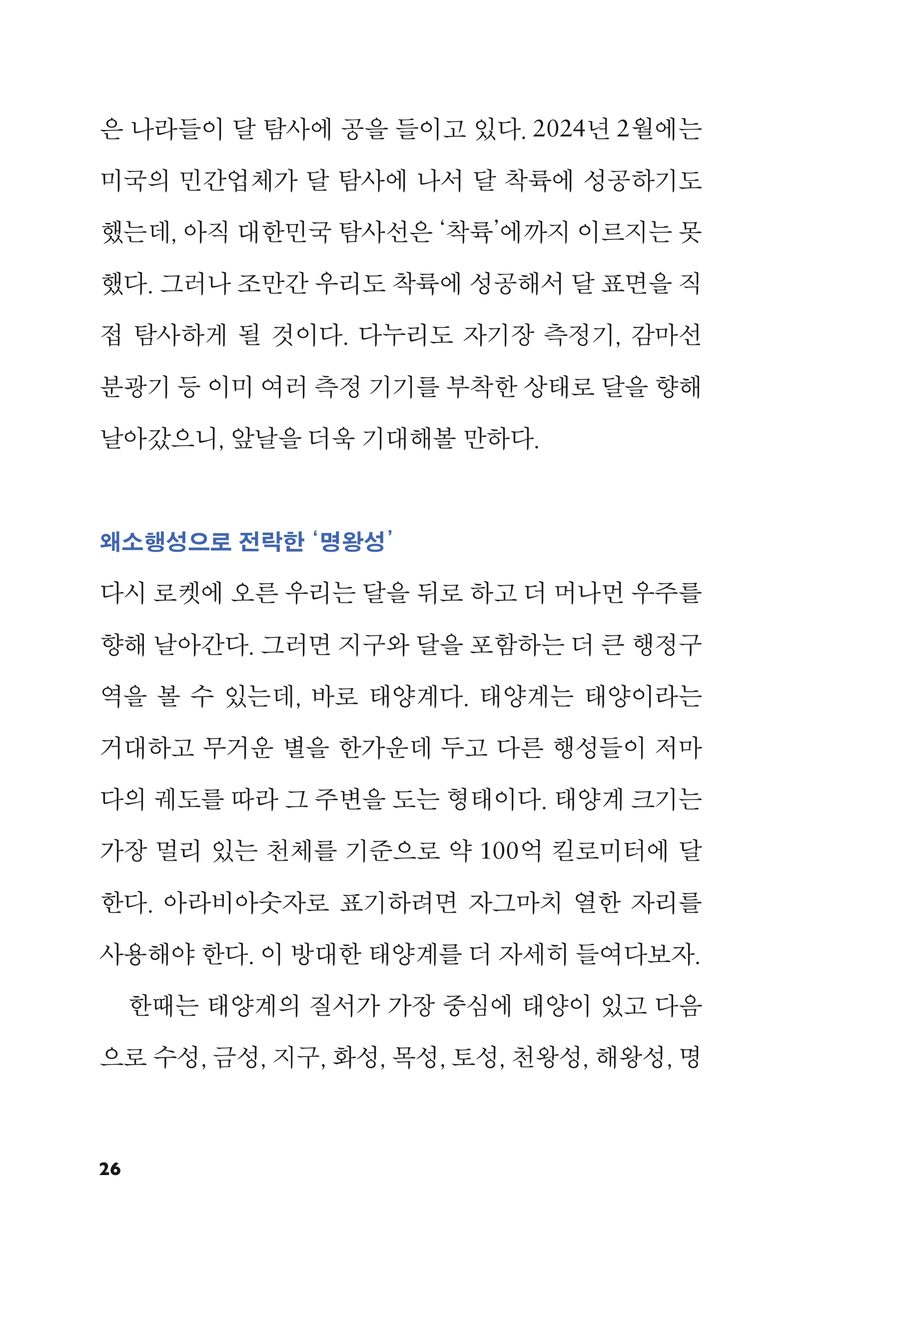 은 나라들이 달 탐사에 공을 들이고 있다. 2024년 2월에는
미국의 민간업체가 달 탐사에 나서 달 착륙에 성공하기도
했는데, 아직 대한민국 탐사선은 ‘착륙’에까지 이르지는 못
했다. 그러나 조만간 우리도 착륙에 성공해서 달 표면을 직
접 탐사하게 될 것이다. 다누리도 자기장 측정기, 감마선
분광기 등 이미 여러 측정 기기를 부착한 상태로 달을 향해
날아갔으니, 앞날을 더욱 기대해볼 만하다.
왜소행성으로 전락한 ‘명왕성’
다시 로켓에 오른 우리는 달을 뒤로 하고 더 머나먼 우주를
향해 날아간다. 그러면 지구와 달을 포함하는 더 큰 행정구
역을 볼 수 있는데, 바로 태양계다. 태양계는 태양이라는
거대하고 무거운 별을 한가운데 두고 다른 행성들이 저마
다의 궤도를 따라 그 주변을 도는 형태이다. 태양계 크기는
가장 멀리 있는 천체를 기준으로 약 100억 킬로미터에 달
한다. 아라비아숫자로 표기하려면 자그마치 열한 자리를
사용해야 한다. 이 방대한 태양계를 더 자세히 들여다보자.
한때는 태양계의 질서가 가장 중심에 태양이 있고 다음
으로 수성, 금성, 지구, 화성, 목성, 토성, 천왕성, 해왕성, 명
26